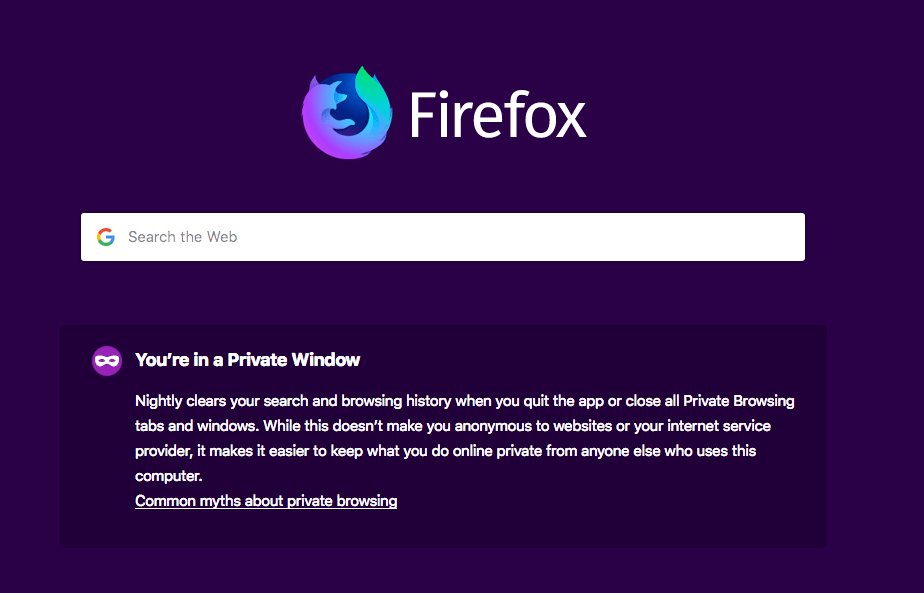 Firefox
Search the Web
You’re in a Private Window
Nightly clears your search and browsing history when you quit the app or close all Private Browsing
tabs and windows. While this doesn’t make you anonymous to websites or your internet service
provider, it makes it easier to keep what you do online private from anyone else who uses this
computer.
Common myths about private browsing